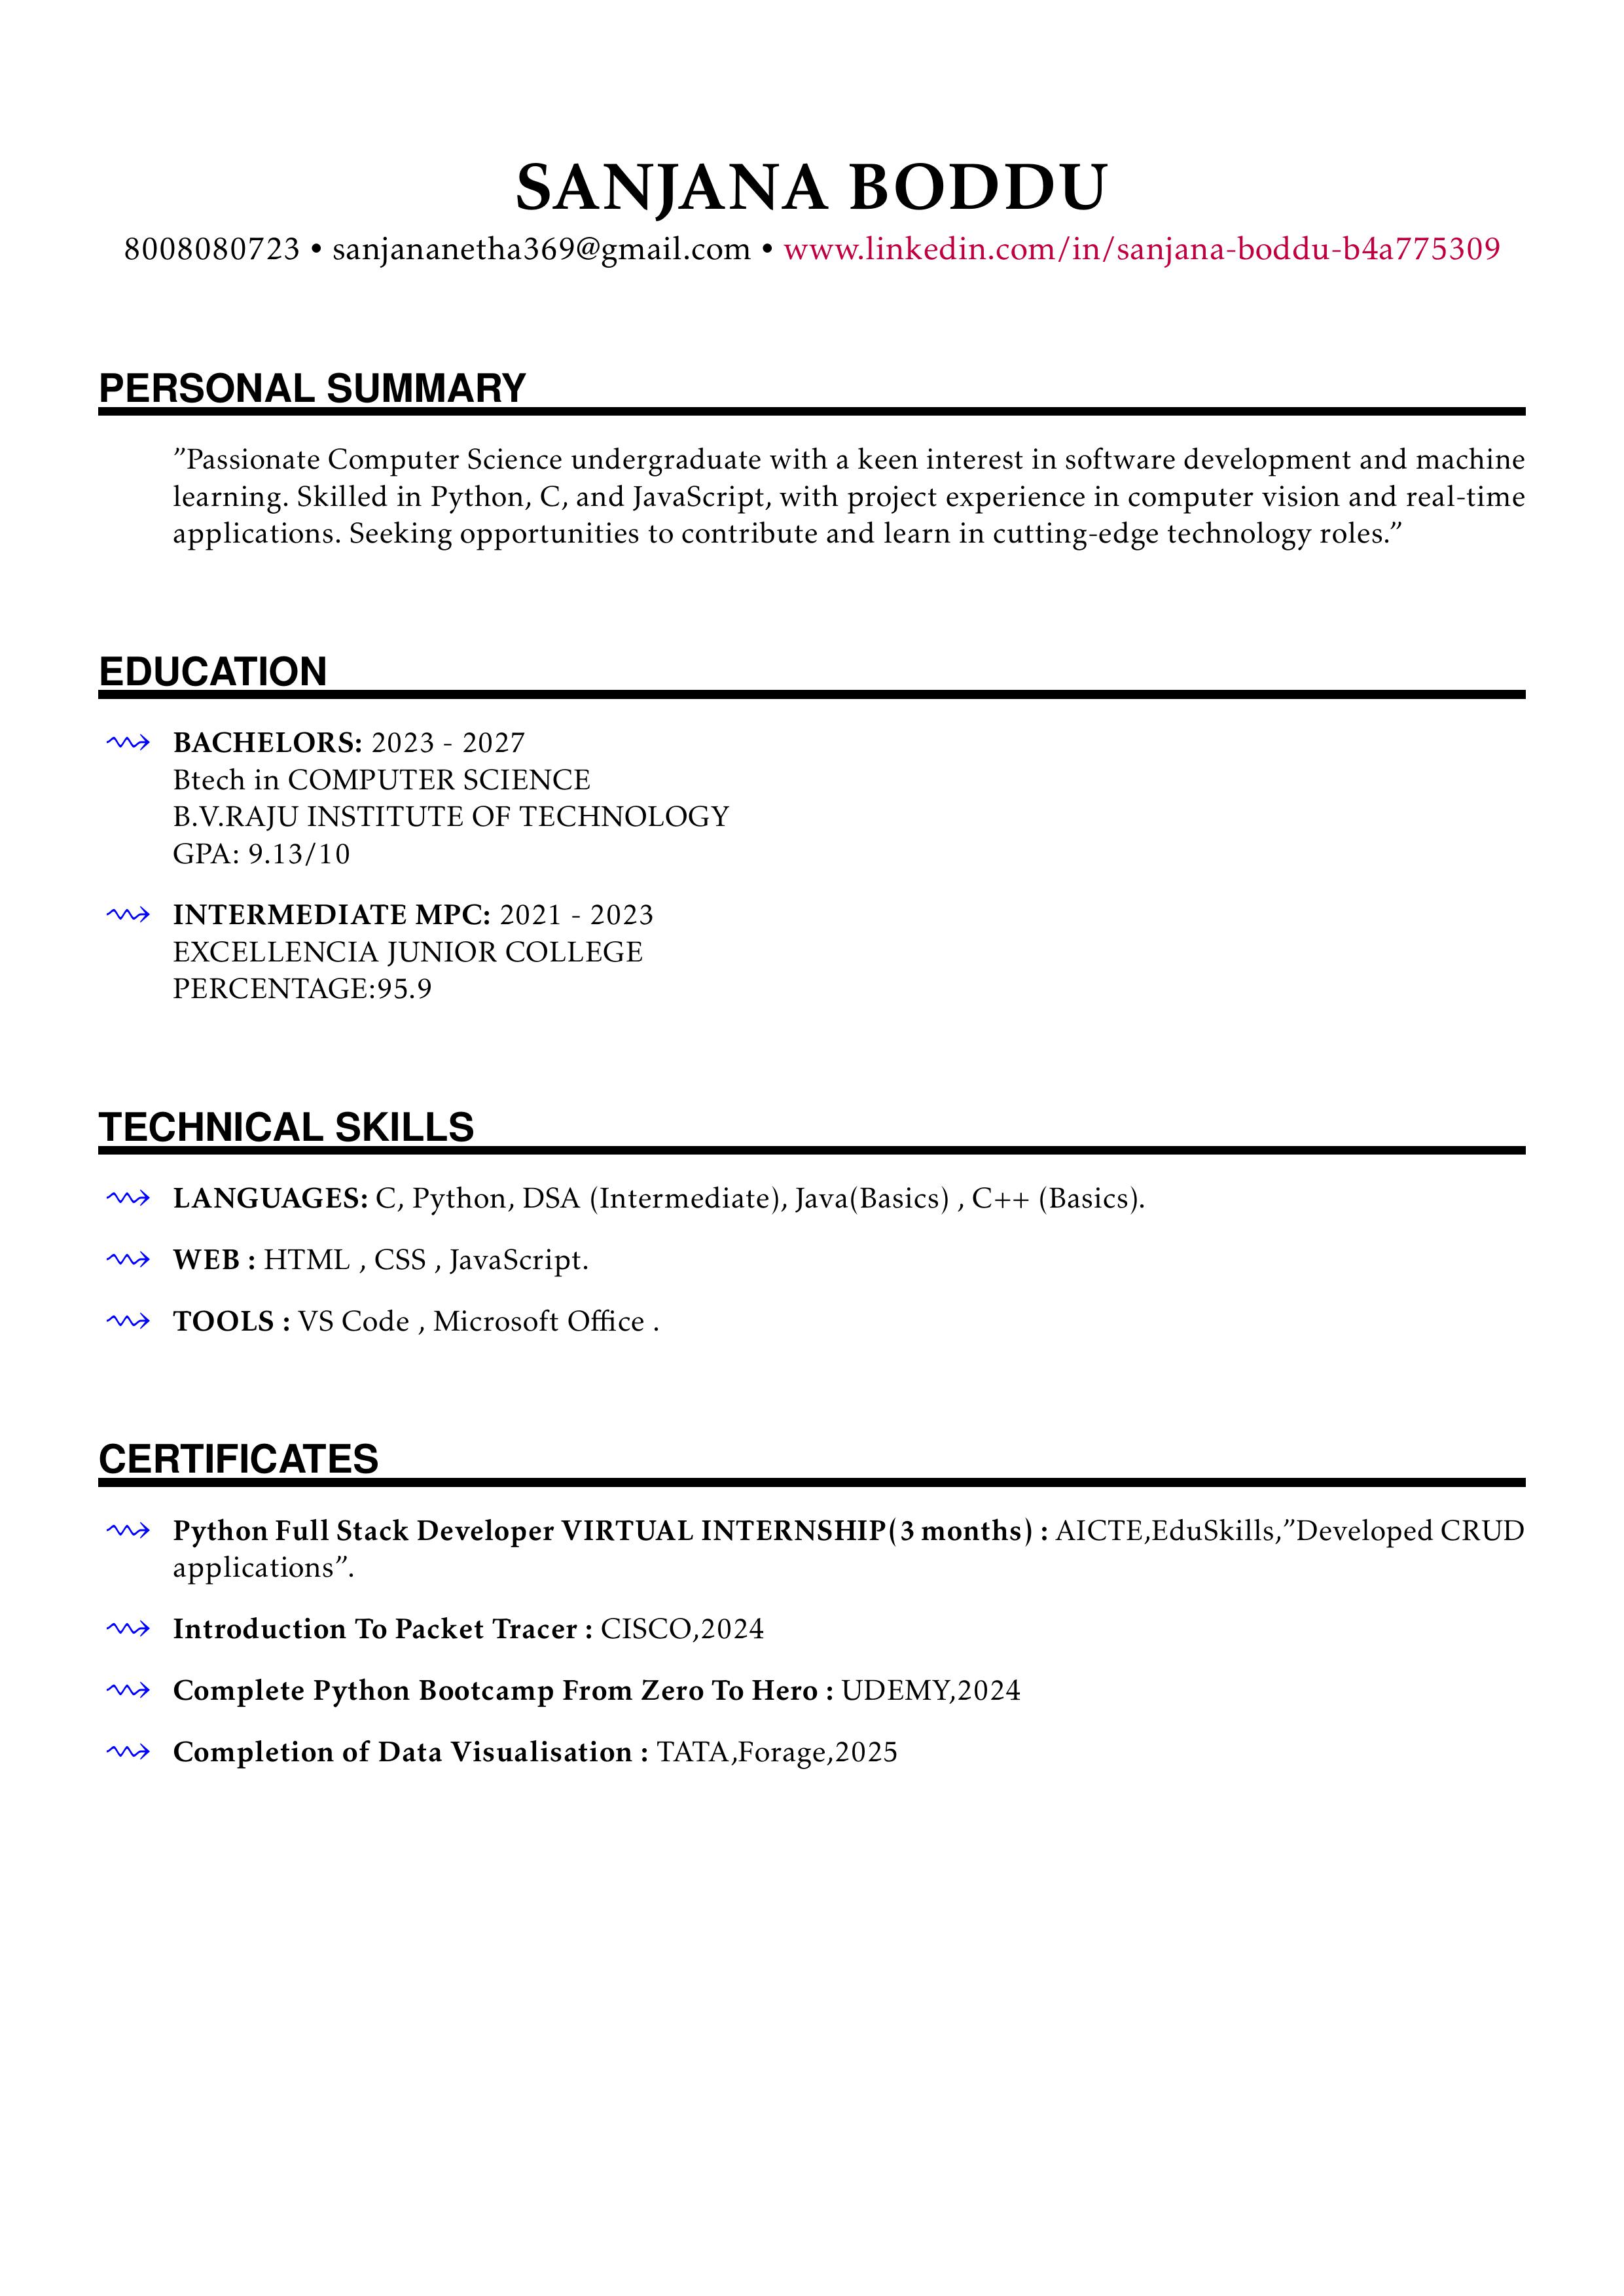 SANJANA BODDU
8008080723 • sanjananetha369@gmail.com • www.linkedin.com/in/sanjana-boddu-b4a775309
PERSONAL SUMMARY
”Passionate Computer Science undergraduate with a keen interest in software development and machine
learning. Skilled in Python, C, and JavaScript, with project experience in computer vision and real-time
applications. Seeking opportunities to contribute and learn in cutting-edge technology roles.”
EDUCATION
BACHELORS: 2023 - 2027
Btech in COMPUTER SCIENCE
B.V.RAJU INSTITUTE OF TECHNOLOGY
GPA: 9.13/10
INTERMEDIATE MPC: 2021 - 2023
EXCELLENCIA JUNIOR COLLEGE
PERCENTAGE:95.9
TECHNICAL SKILLS
LANGUAGES: C, Python, DSA (Intermediate), Java(Basics) , C++ (Basics).
WEB : HTML , CSS , JavaScript.
TOOLS : VS Code , Microsoft Office .
CERTIFICATES
Python Full Stack Developer VIRTUAL INTERNSHIP(3 months) : AICTE,EduSkills,”Developed CRUD
applications”.
Introduction To Packet Tracer : CISCO,2024
Complete Python Bootcamp From Zero To Hero : UDEMY,2024
Completion of Data Visualisation : TATA,Forage,2025